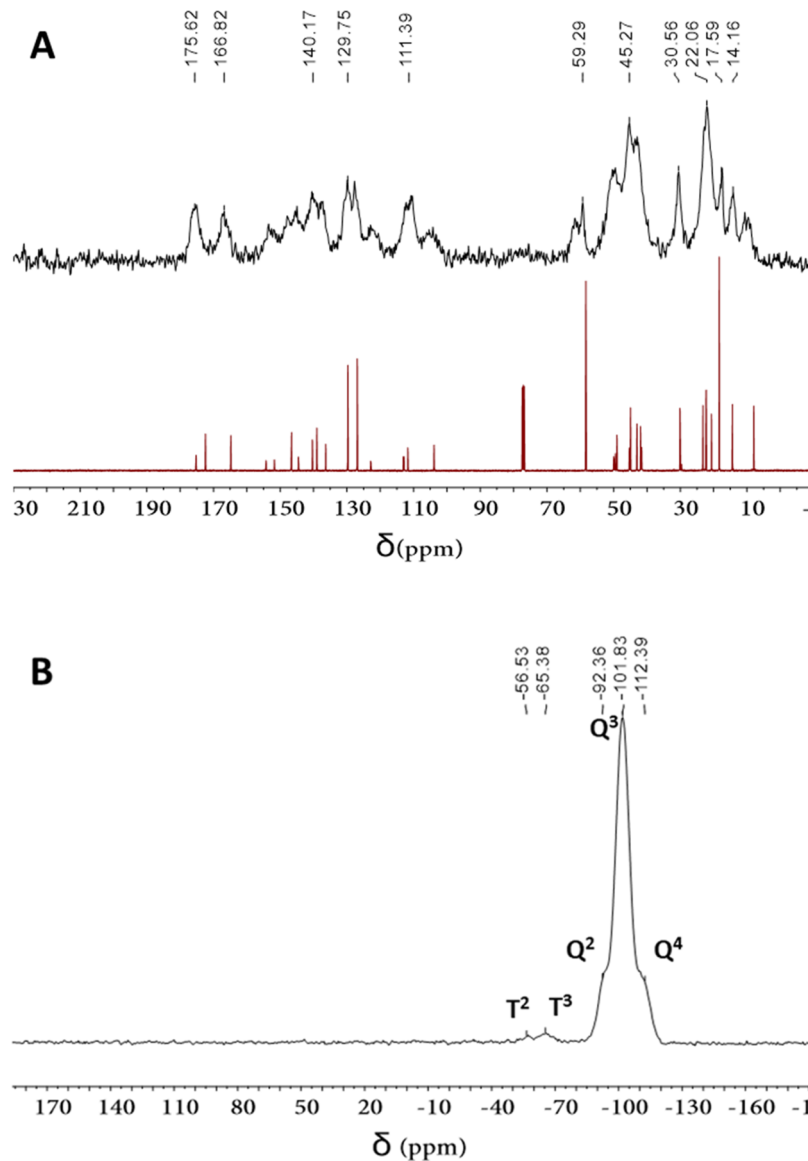 A
175.62 166.82 140.17 129.75 111.39 59.29 45.27 30.56 22.06 17.59 14.16
30 210 190 170 150 130 110 90 70 50 30 10 -
δ(ppm)
B
-56.53 -65.38 -92.36 -101.83 -112.39
Q3
Q2 Q4
T2 T3
170 140 110 80 50 20 -10 -40 -70 -100 -130 -160 -1
δ (ppm)